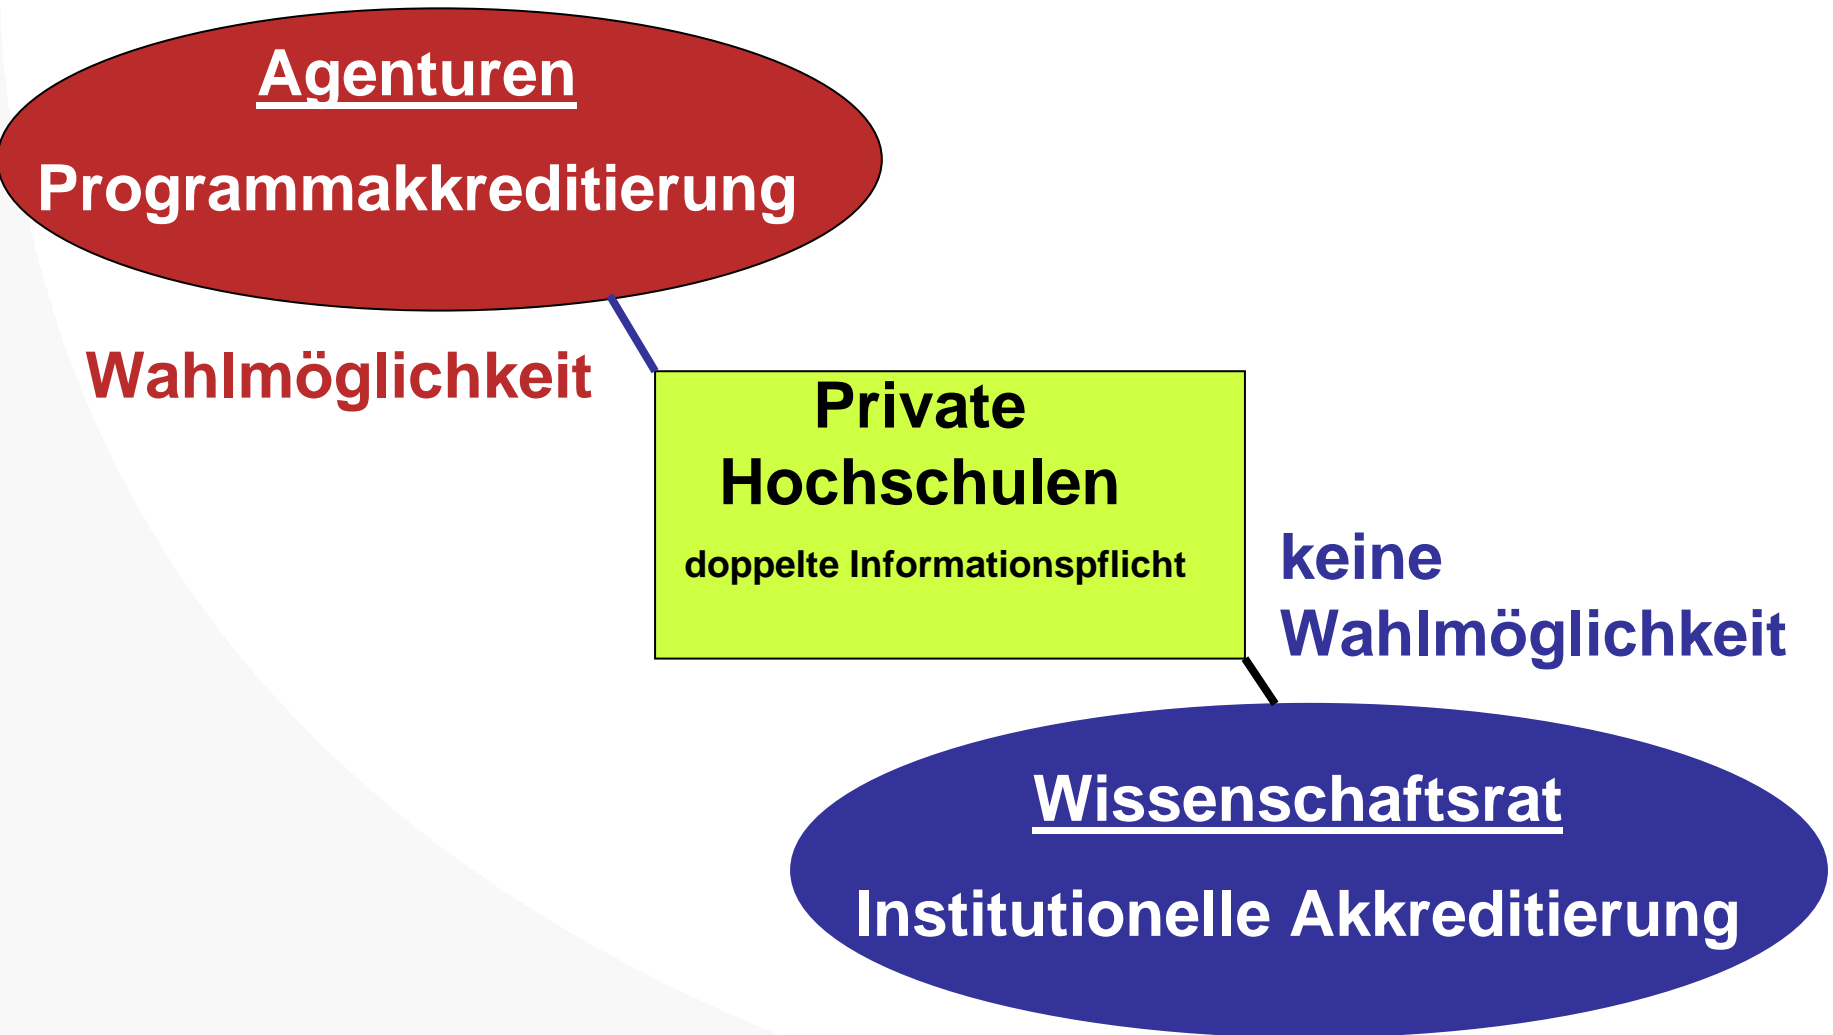 Agenturen
Programmakkreditierung
Wahlmöglichkeit
Private
Hochschulen
doppelte Informationspflicht
keine
Wahlmöglichkeit
Wissenschaftsrat
Institutionelle Akkreditierung